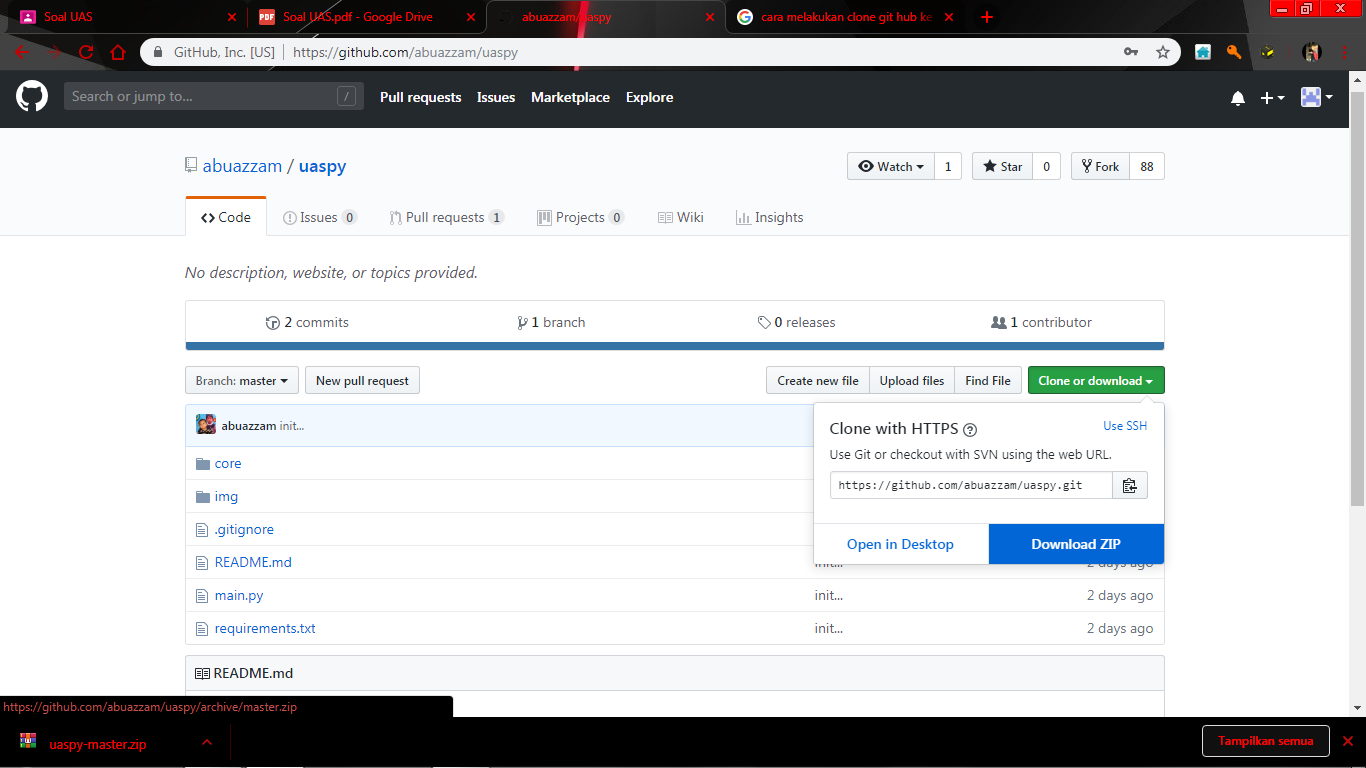 Soal UAS
PDF Soal UAS.pdf - Google Drive
abuazzam/uaspy
cara melakukan clone git hub ke
GitHub, Inc. [US] | https://github.com/abuazzam/uaspy
Search or jump to... /
Pull requests Issues Marketplace Explore
abuazzam / uaspy
Watch 1 Star 0 Fork 88
Code Issues 0 Pull requests 1 Projects 0 Wiki Insights
No description, website, or topics provided.
2 commits 1 branch 0 releases 1 contributor
Branch: master New pull request Create new file Upload files Find File Clone or download
abuazzam init...
Clone with HTTPS Use SSH
Use Git or checkout with SVN using the web URL.
https://github.com/abuazzam/uaspy.git
Open in Desktop Download ZIP
core
img
.gitignore
README.md init... 2 days ago
main.py init... 2 days ago
requirements.txt init... 2 days ago
README.md
https://github.com/abuazzam/uaspy/archive/master.zip
uaspy-master.zip Tampilkan semua